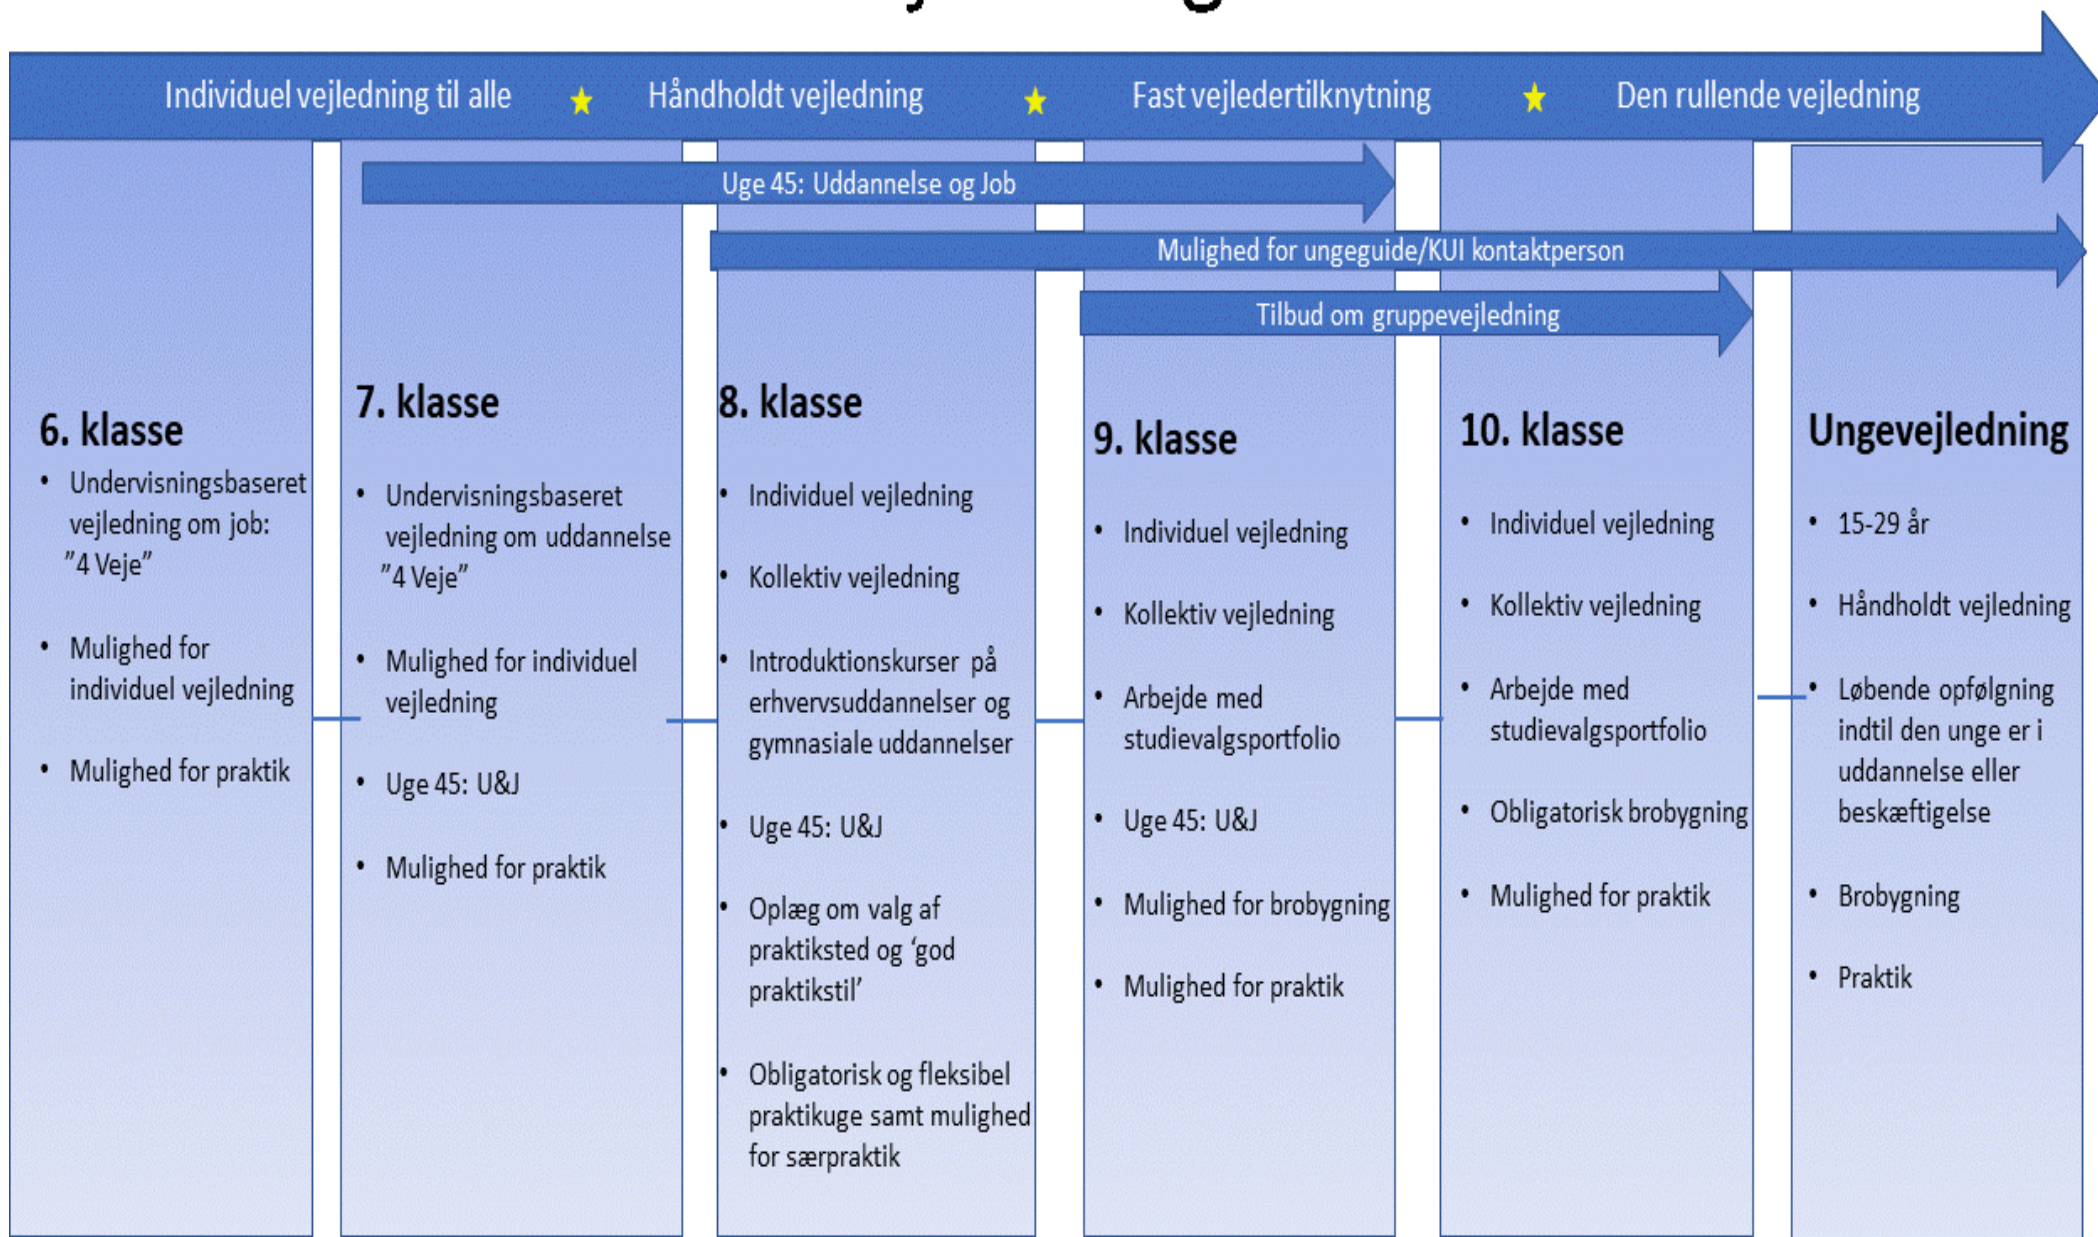 Individuel vejledning til alle
Håndholdt vejledning
Fast vejledertilknytning
Den rullende vejledning
Uge 45: Uddannelse og Job
Mulighed for ungeguide/KUI kontaktperson
Tilbud om gruppevejledning
6. klasse
• Undervisningsbaseret
vejledning om job:
”4 Veje”
• Mulighed for
individuel vejledning
• Mulighed for praktik
7. klasse
• Undervisningsbaseret
vejledning om uddannelse
”4 Veje”
• Mulighed for individuel
vejledning
• Uge 45: U&J
• Mulighed for praktik
8. klasse
• Individuel vejledning
• Kollektiv vejledning
• Introduktionskurser på
erhvervsuddannelser og
gymnasiale uddannelser
• Uge 45: U&J
• Oplæg om valg af
praktiksted og ‘god
praktikstil’
• Obligatorisk og fleksibel
praktikuge samt mulighed
for særpraktik
9. klasse
• Individuel vejledning
• Kollektiv vejledning
• Arbejde med
studievalgsportfolio
• Uge 45: U&J
• Mulighed for brobygning
• Mulighed for praktik
10. klasse
• Individuel vejledning
• Kollektiv vejledning
• Arbejde med
studievalgsportfolio
• Obligatorisk brobygning
• Mulighed for praktik
Ungevejledning
• 15-29 år
• Håndholdt vejledning
• Løbende opfølgning
indtil den unge er i
uddannelse eller
beskæftigelse
• Brobygning
• Praktik